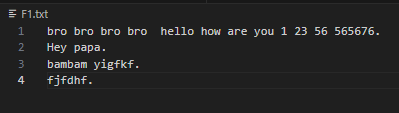 F1.txt
1 bro bro bro bro  hello how are you 1 23 56 565676.
2 Hey papa.
3 bambam yigfkf.
4 fjfdhf.